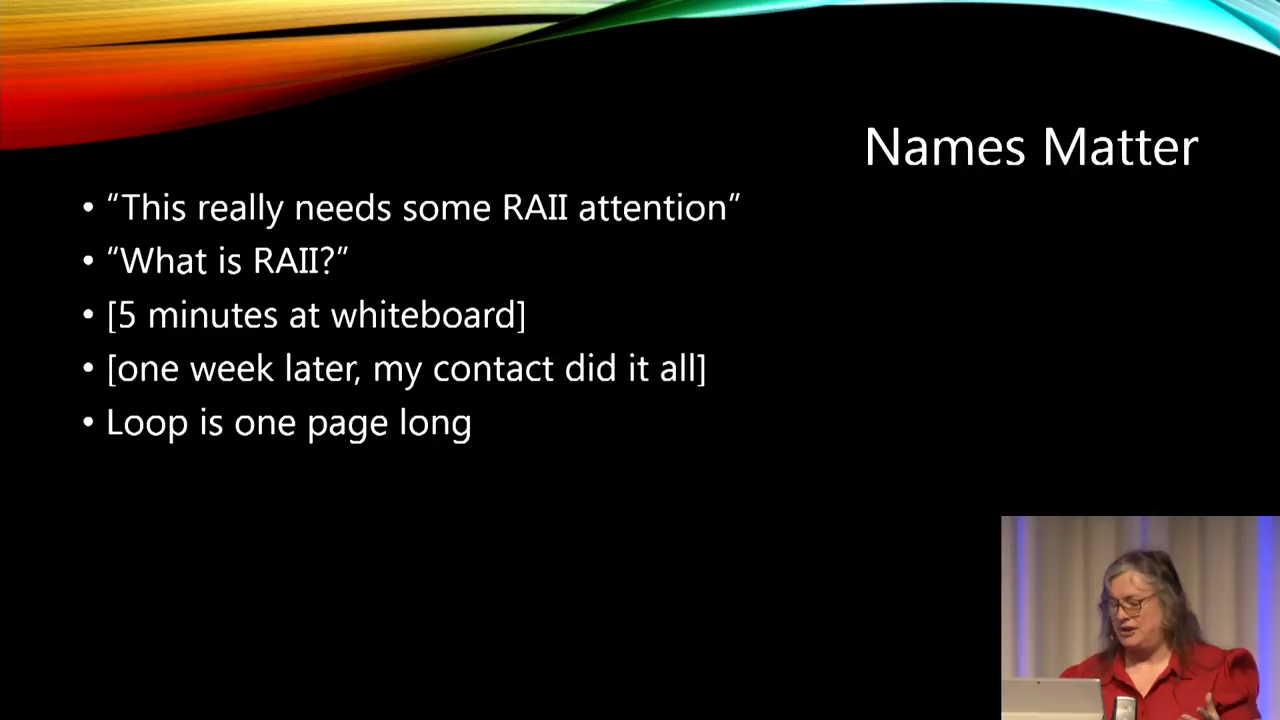 Names Matter
• “This really needs some RAII attention”
• “What is RAII?”
• [5 minutes at whiteboard]
• [one week later, my contact did it all]
• Loop is one page long